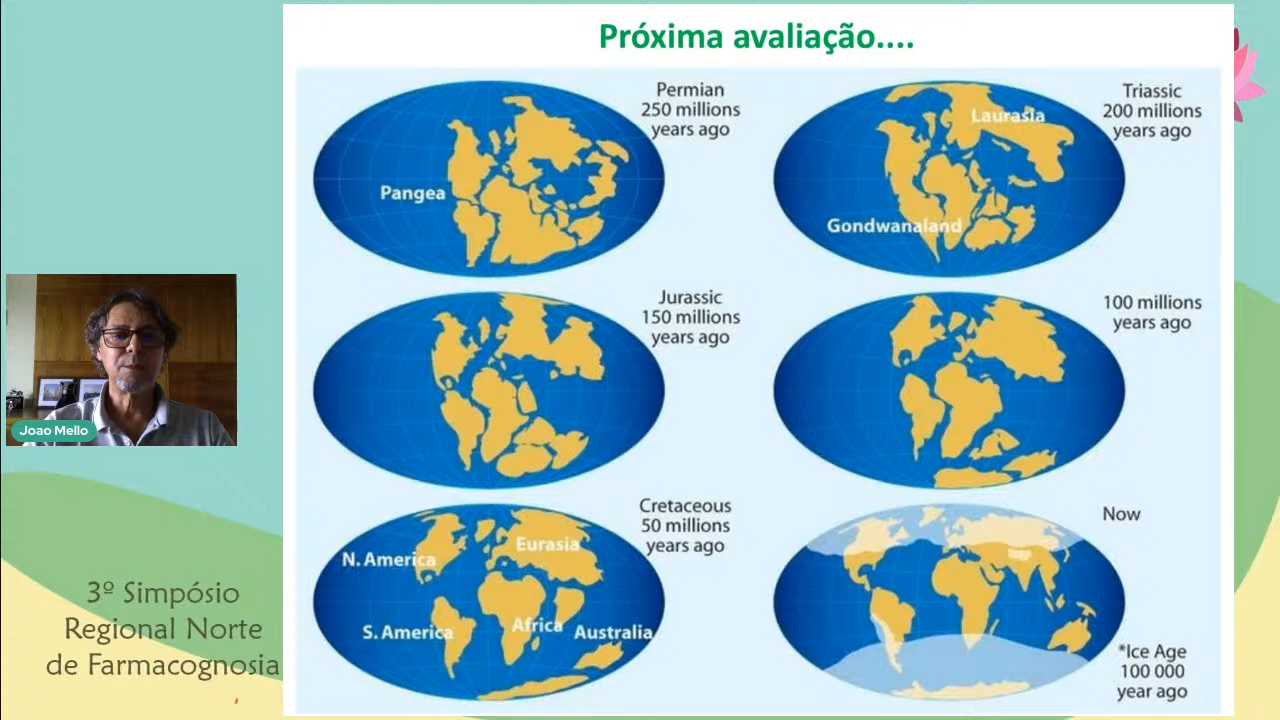 Próxima avaliação....
Permian
250 millions
years ago
Pangea
Triassic
200 millions
years ago
Laurasia
Gondwanaland
Jurassic
150 millions
years ago
100 millions
years ago
Cretaceous
50 millions
years ago
N. America
Eurasia
S. America
Africa
Australia
Now
*Ice Age
100 000
year ago
Joao Mello
3º Simpósio
Regional Norte
de Farmacognosia